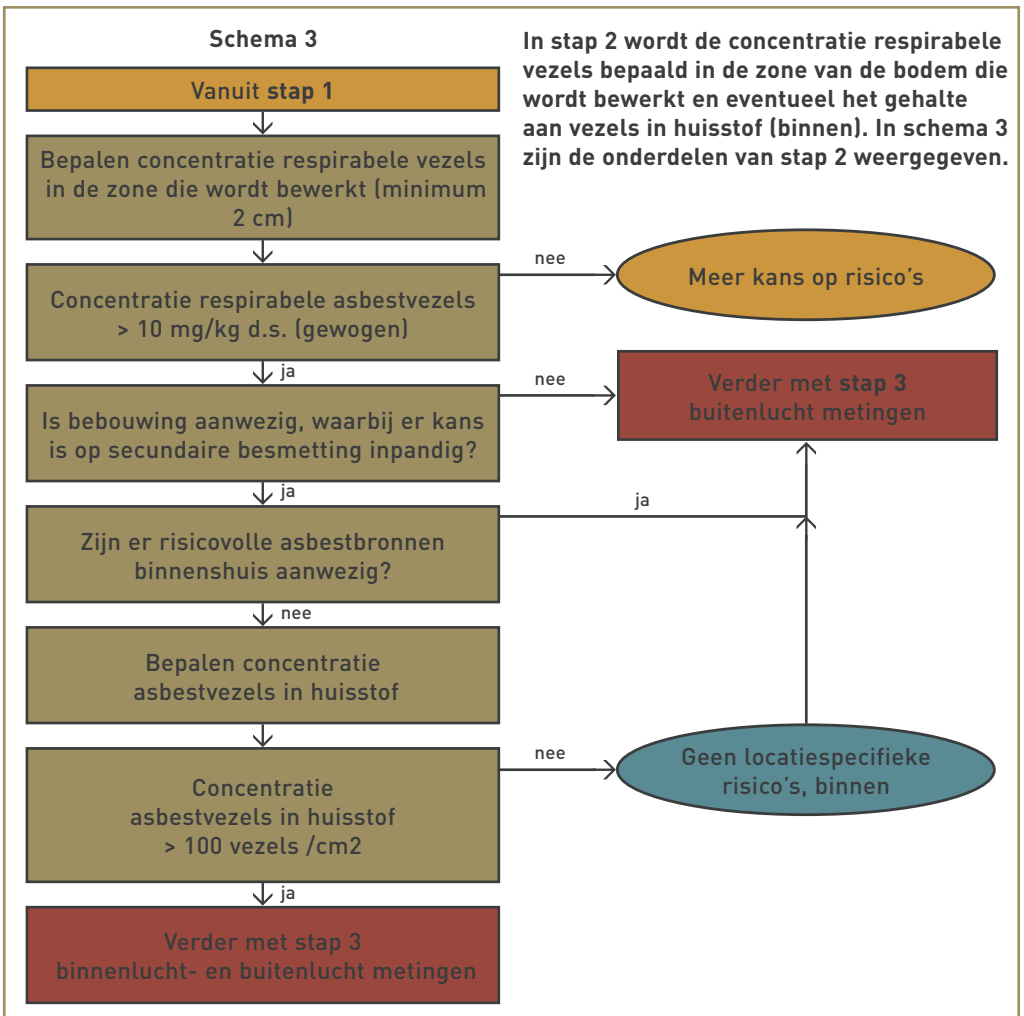 Schema 3
In stap 2 wordt de concentratie respirabele
vezels bepaald in de zone van de bodem die
wordt bewerkt en eventueel het gehalte
aan vezels in huisstof (binnen). In schema 3
zijn de onderdelen van stap 2 weergegeven.
Vanuit stap 1
Bepalen concentratie respirabele vezels
in de zone die wordt bewerkt (minimum
2 cm)
Concentratie respirabele asbestvezels
> 10 mg/kg d.s. (gewogen)
nee
Meer kans op risico's
ja
Is bebouwing aanwezig, waarbij er kans
is op secundaire besmetting inpandig?
nee
Verder met stap 3
buitenlucht metingen
ja
Zijn er risicovolle asbestbronnen
binnenshuis aanwezig?
ja
nee
Bepalen concentratie
asbestvezels in huisstof
Concentratie
asbestvezels in huisstof
> 100 vezels /cm2
nee
Geen locatiespecifieke
risico's, binnen
ja
Verder met stap 3
binnenlucht- en buitenlucht metingen